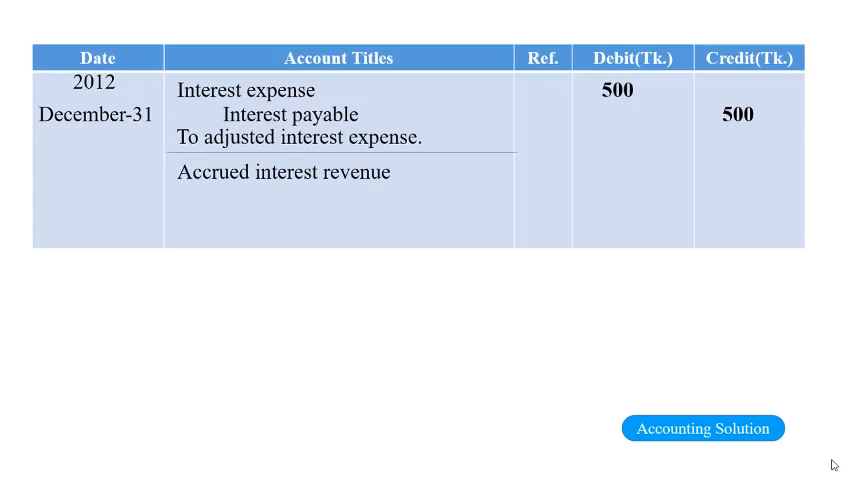 Date Account Titles Ref. Debit(Tk.) Credit(Tk.)
2012
Interest expense 500
December-31 Interest payable 500
To adjusted interest expense.
Accrued interest revenue
Accounting Solution